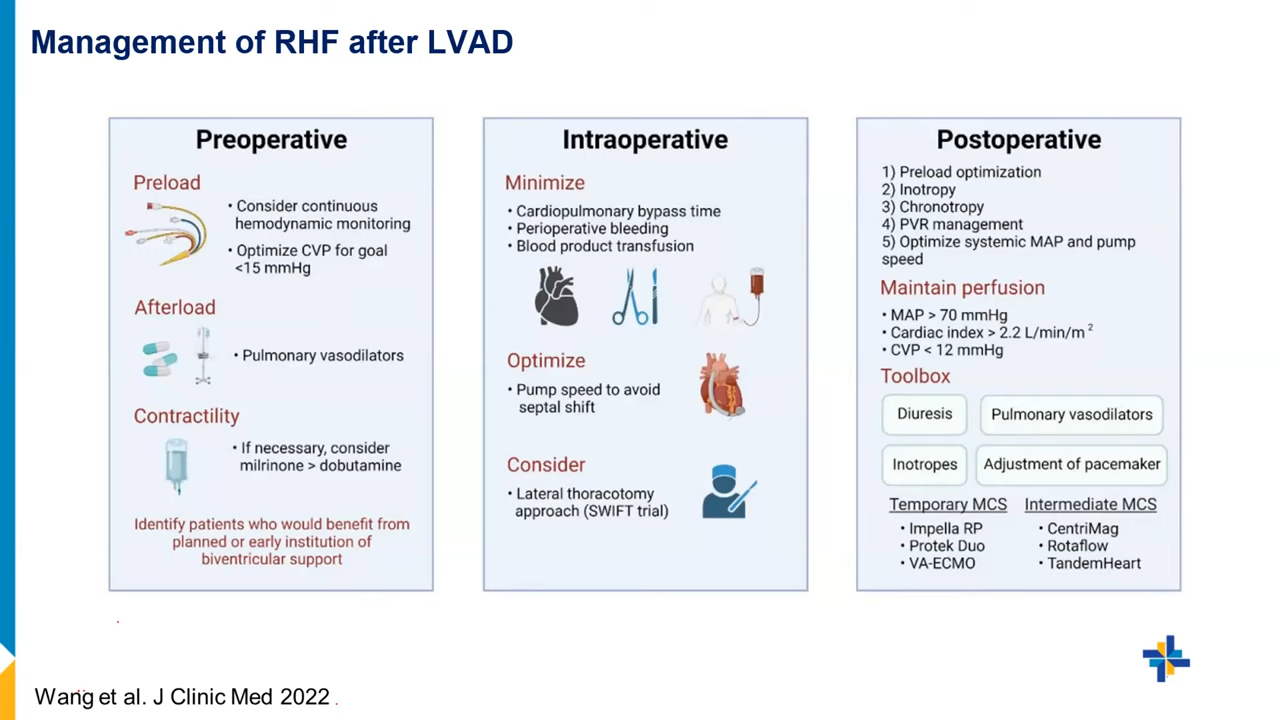 Management of RHF after LVAD
Preoperative
Preload
• Consider continuous
hemodynamic monitoring
• Optimize CVP for goal
<15 mmHg
Afterload
• Pulmonary vasodilators
Contractility
• If necessary, consider
milrinone > dobutamine
Identify patients who would benefit from
planned or early institution of
biventricular support
Intraoperative
Minimize
• Cardiopulmonary bypass time
• Perioperative bleeding
• Blood product transfusion
Optimize
• Pump speed to avoid
septal shift
Consider
• Lateral thoracotomy
approach (SWIFT trial)
Postoperative
1) Preload optimization
2) Inotropy
3) Chronotropy
4) PVR management
5) Optimize systemic MAP and pump
speed
Maintain perfusion
• MAP > 70 mmHg
• Cardiac index > 2.2 L/min/m²
• CVP < 12 mmHg
Toolbox
Diuresis Pulmonary vasodilators
Inotropes Adjustment of pacemaker
Temporary MCS Intermediate MCS
• Impella RP • CentriMag
• Protek Duo • Rotaflow
• VA-ECMO • TandemHeart
Wang et al. J Clinic Med 2022